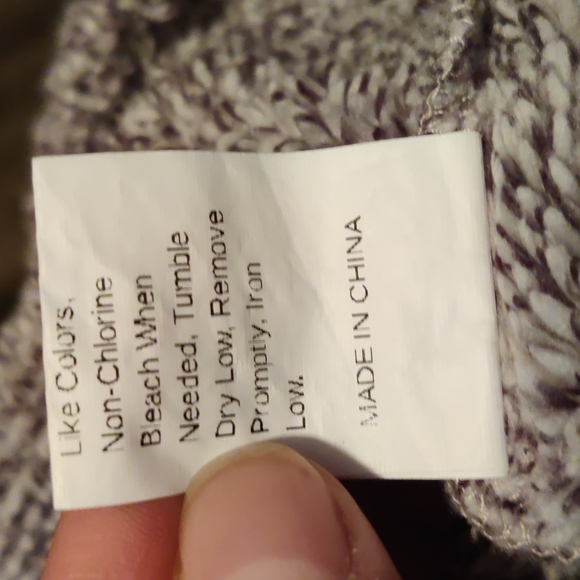 Like Colors,
Non-Chlorine
Bleach When
Needed, Tumble
Dry Low, Remove
Promptly, Iron
Low.
MADE IN CHINA